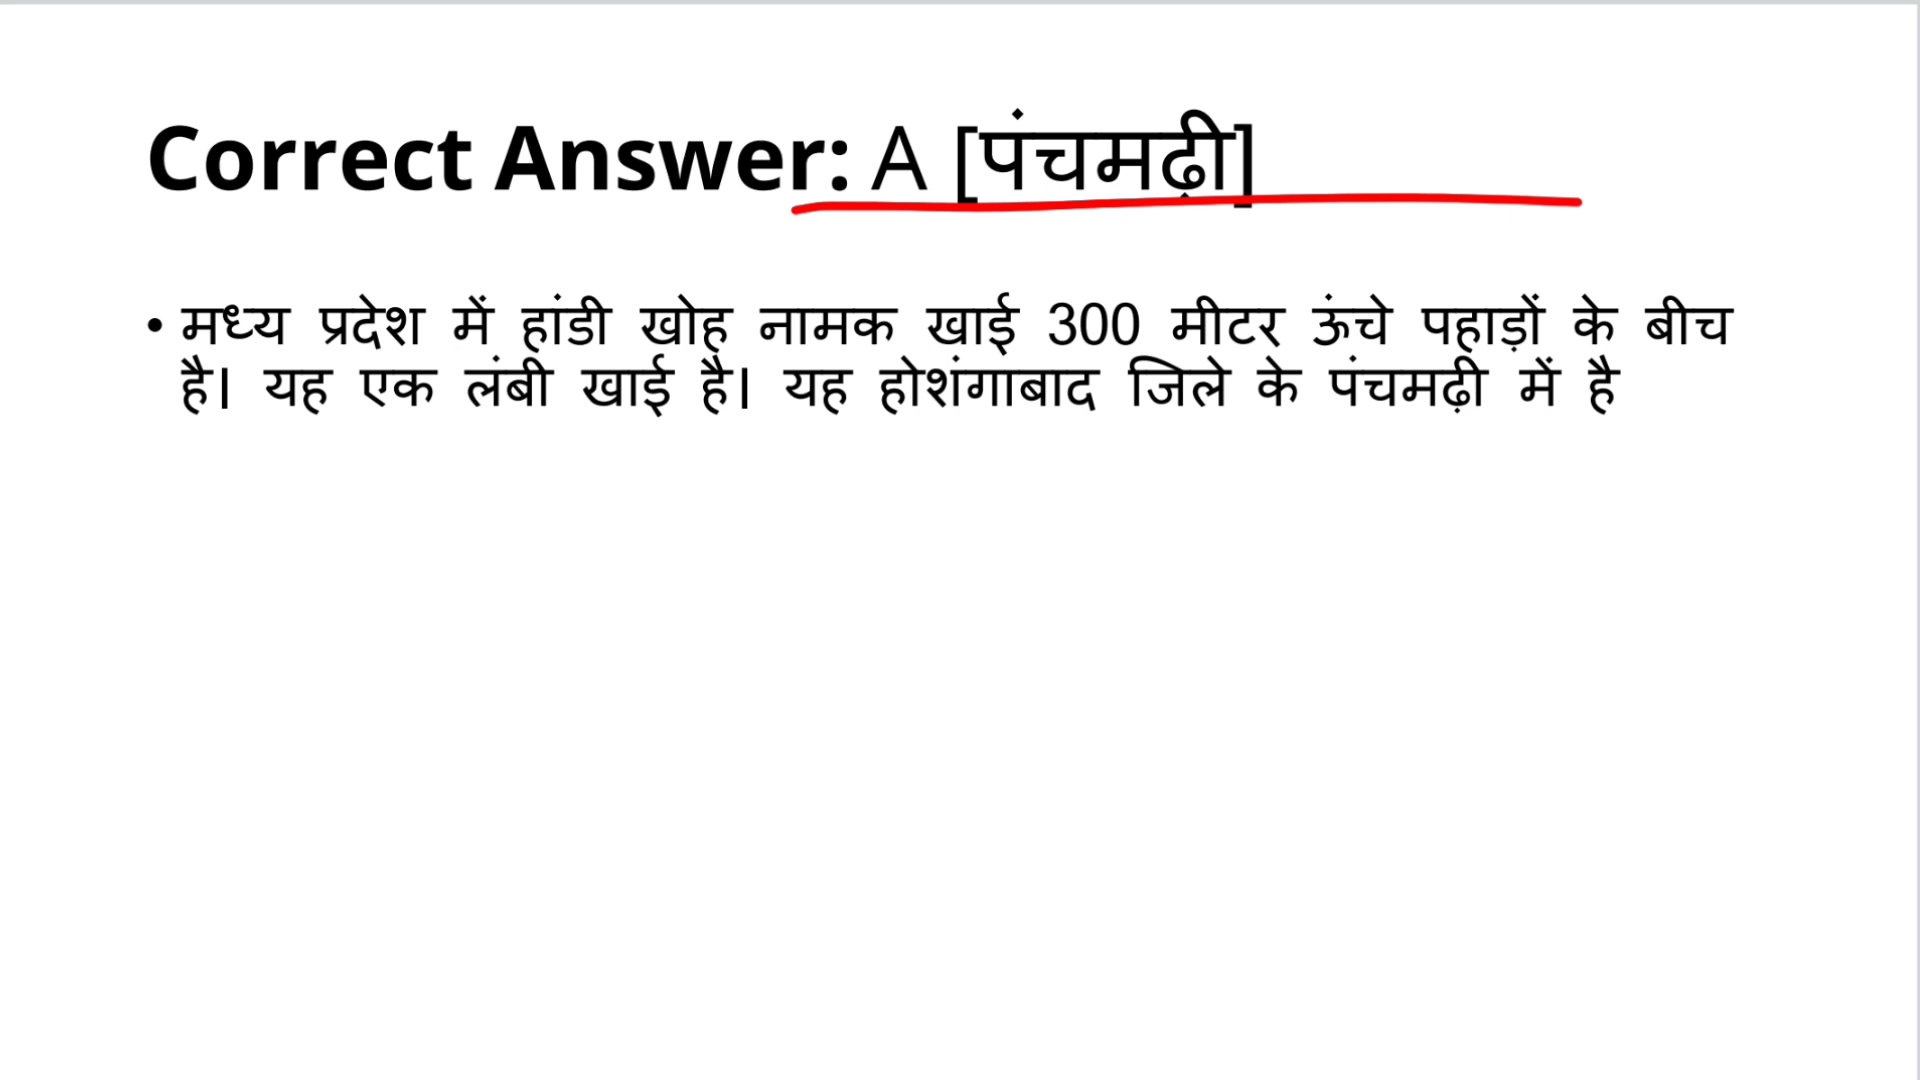 Correct Answer: A [पंचमढ़ी]
• मध्य प्रदेश में हांडी खोह नामक खाई 300 मीटर ऊंचे पहाड़ों के बीच
है। यह एक लंबी खाई है। यह होशंगाबाद जिले के पंचमढ़ी में है